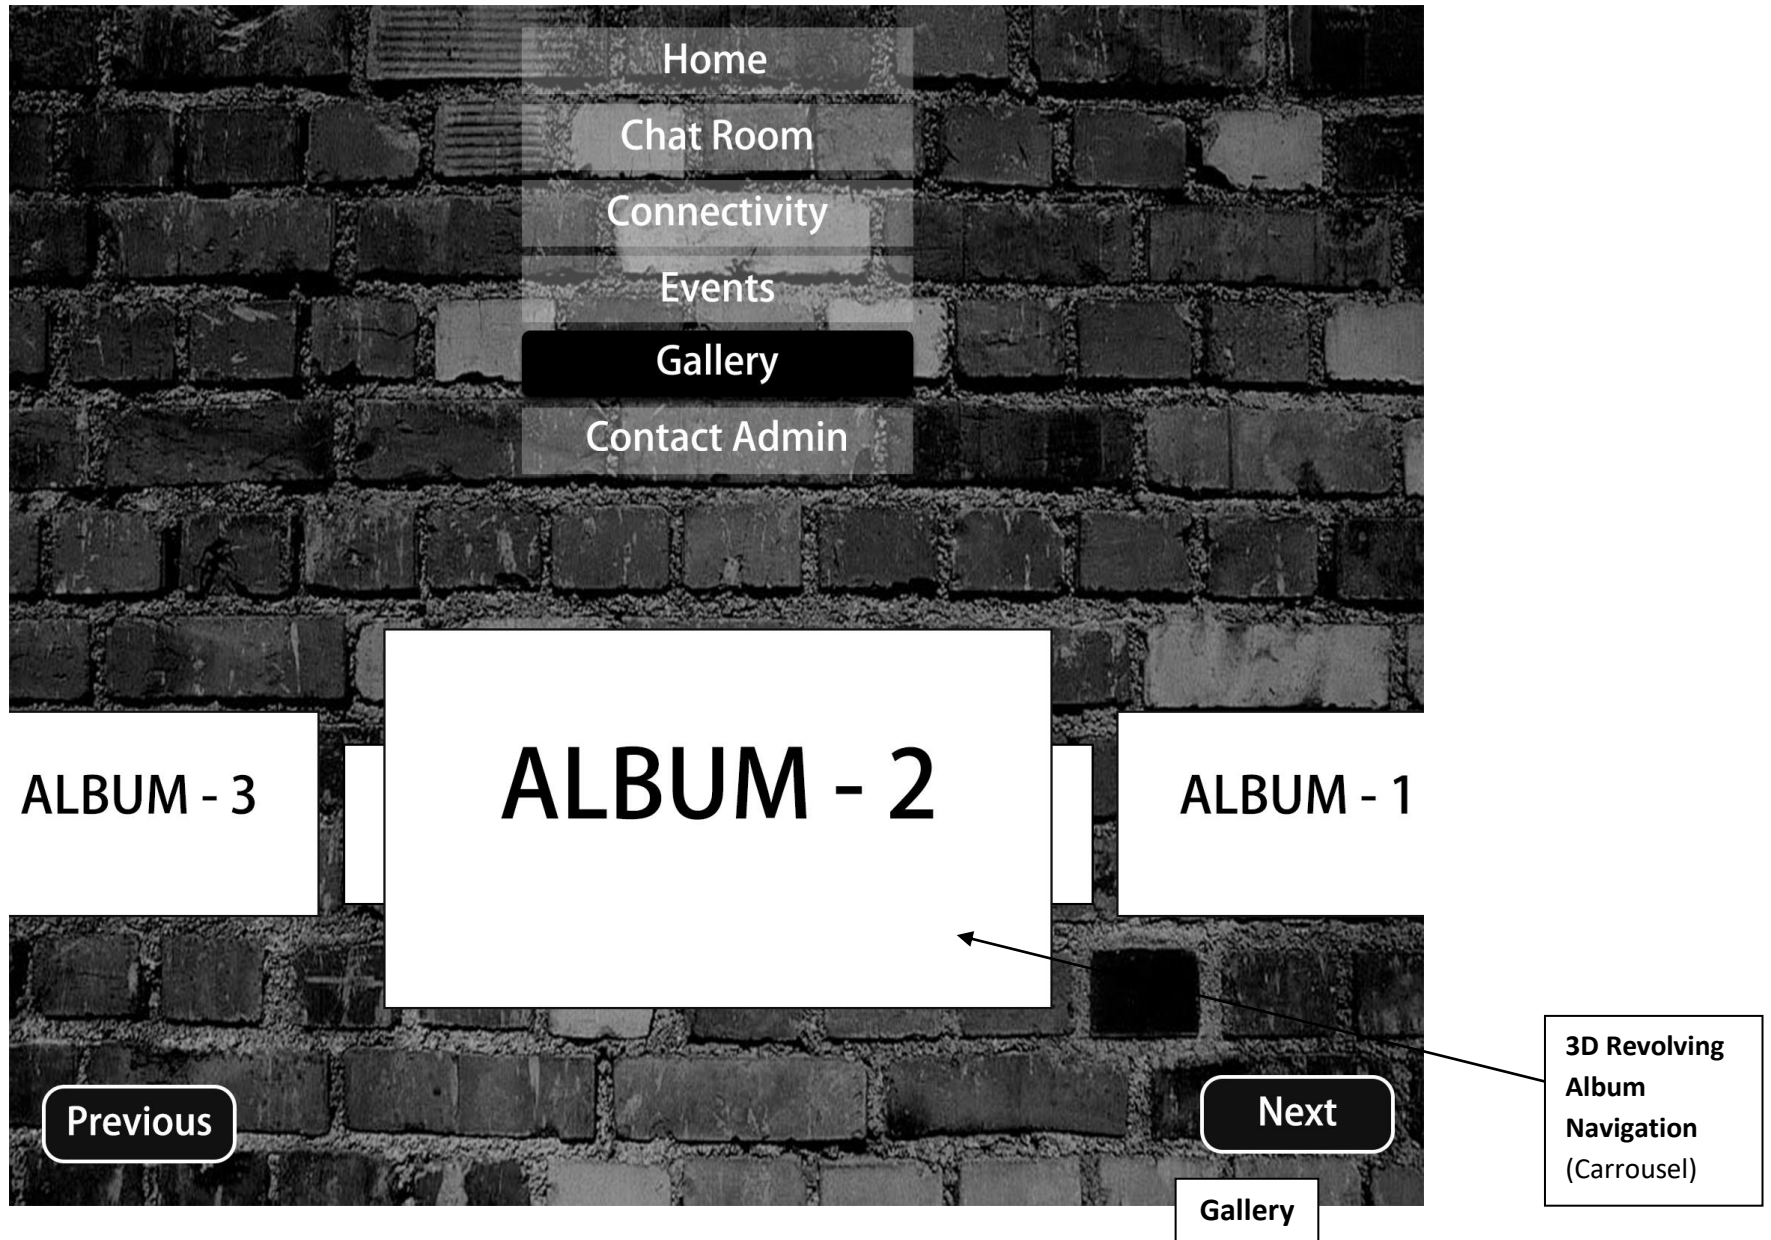 Home
Chat Room
Connectivity
Events
Gallery
Contact Admin
ALBUM - 3
ALBUM - 2
ALBUM - 1
Previous
Next
3D Revolving
Album
Navigation
(Carrousel)
Gallery